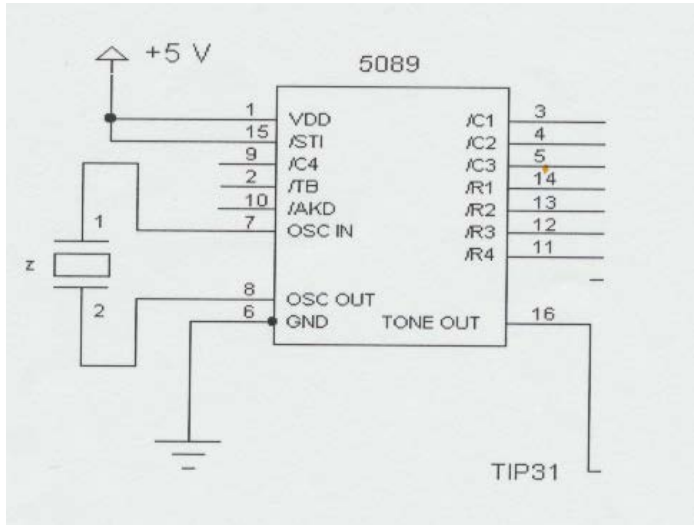 +5 V
5089
1 VDD
15 /STI
9 /C4
2 /TB
10 /AKD
7 OSC IN
8 OSC OUT
6 GND
/C1 3
/C2 4
/C3 5
/R1 14
/R2 13
/R3 12
/R4 11
TONE OUT 16
1
z
2
TIP31